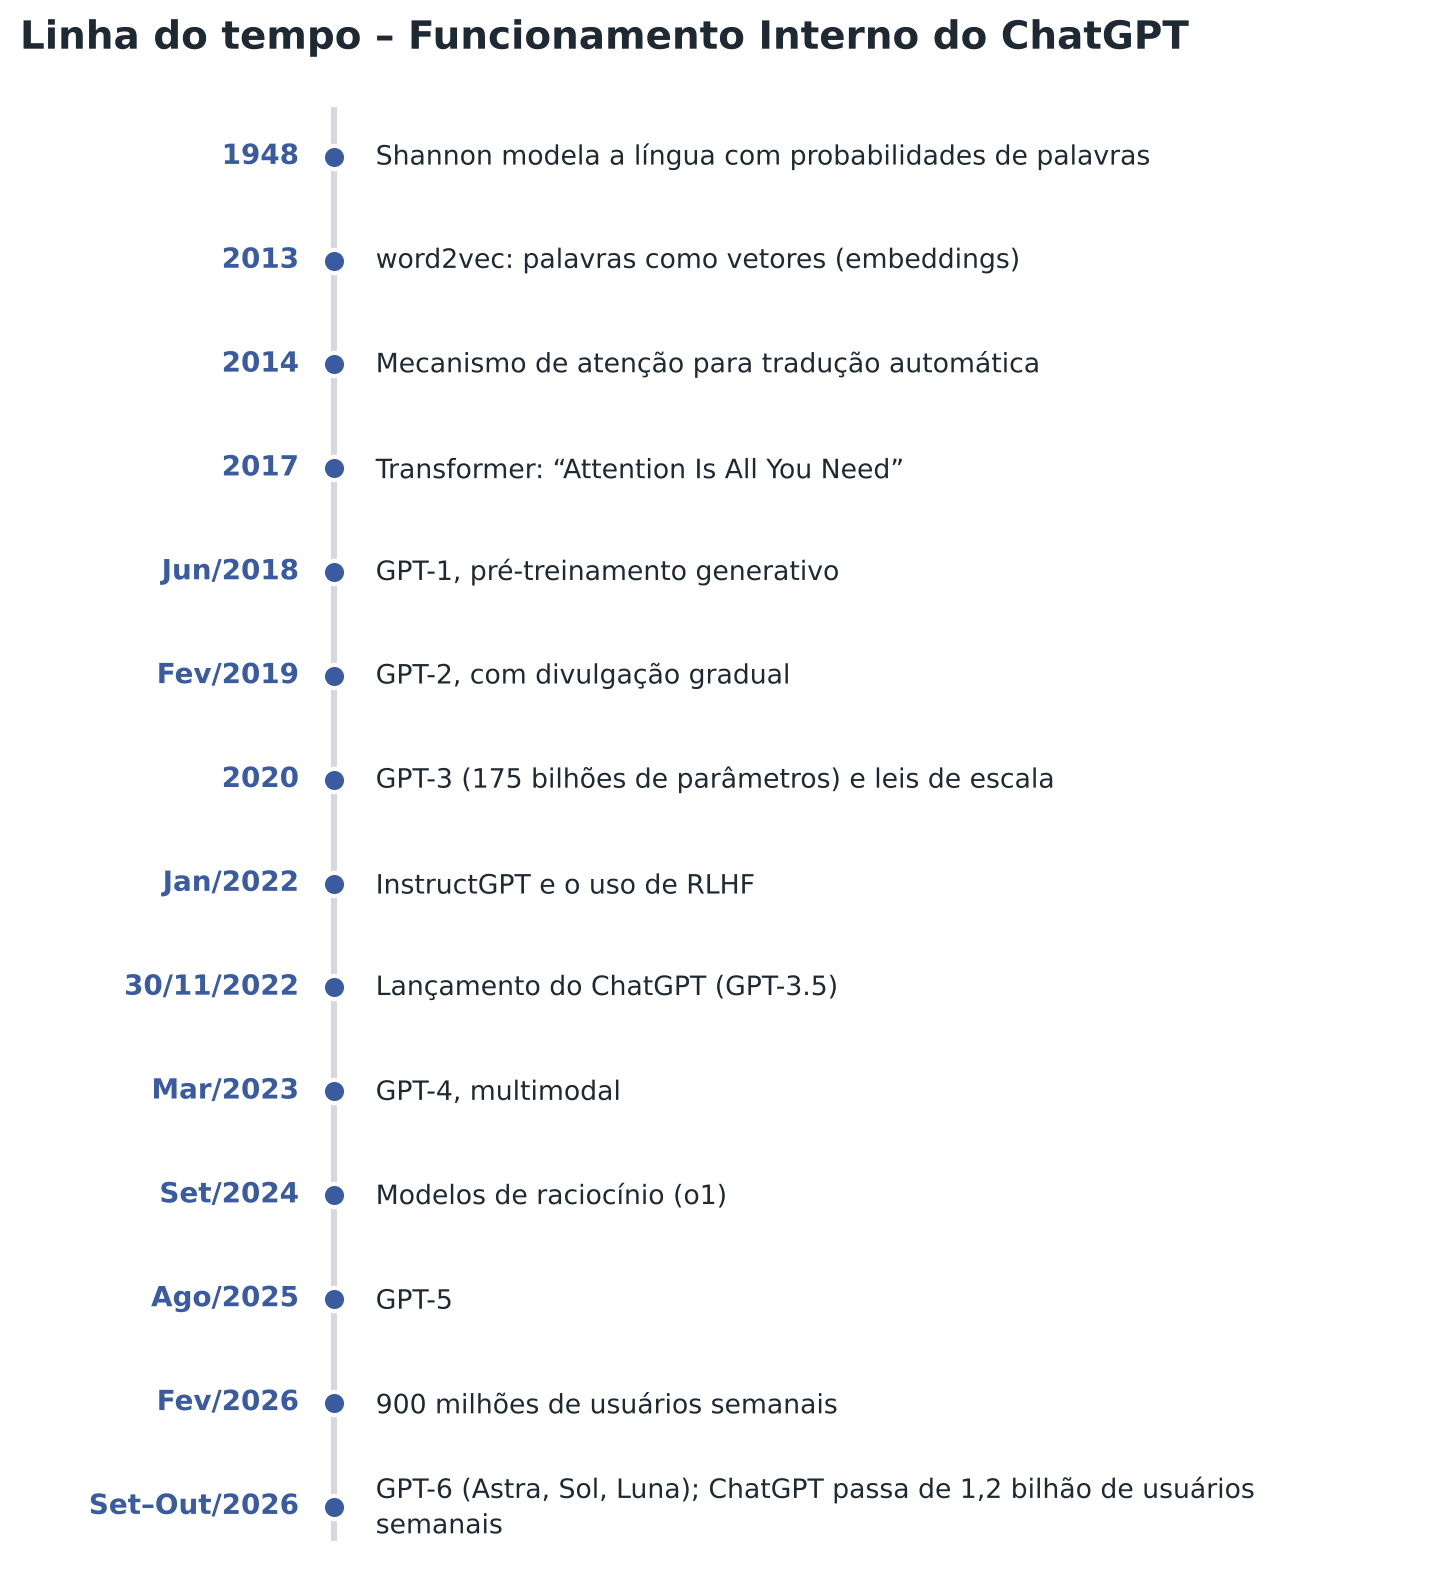 Linha do tempo – Funcionamento Interno do ChatGPT
1948
Shannon modela a língua com probabilidades de palavras
2013
word2vec: palavras como vetores (embeddings)
2014
Mecanismo de atenção para tradução automática
2017
Transformer: “Attention Is All You Need”
Jun/2018
GPT-1, pré-treinamento generativo
Fev/2019
GPT-2, com divulgação gradual
2020
GPT-3 (175 bilhões de parâmetros) e leis de escala
Jan/2022
InstructGPT e o uso de RLHF
30/11/2022
Lançamento do ChatGPT (GPT-3.5)
Mar/2023
GPT-4, multimodal
Set/2024
Modelos de raciocínio (o1)
Ago/2025
GPT-5
Fev/2026
900 milhões de usuários semanais
Set–Out/2026
GPT-6 (Astra, Sol, Luna); ChatGPT passa de 1,2 bilhão de usuários
semanais